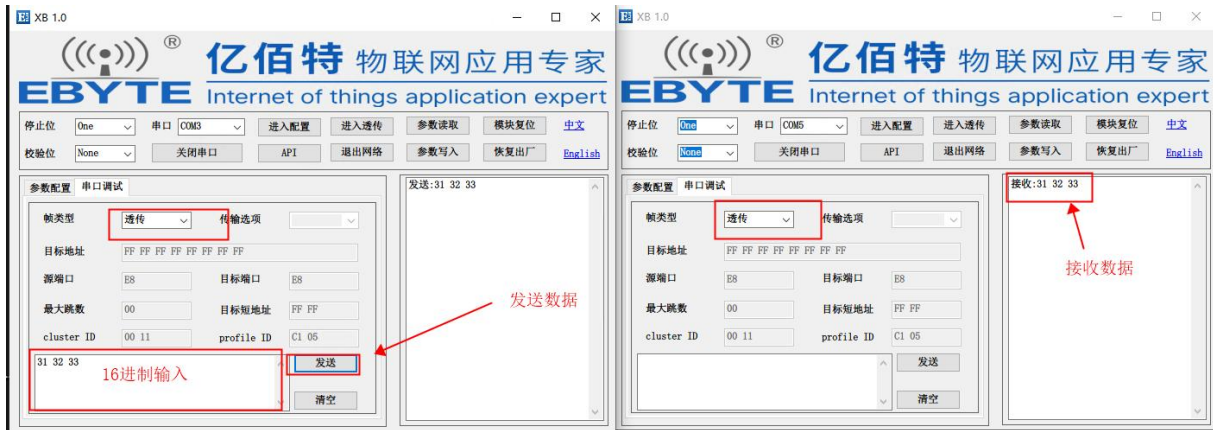 XB 1.0
® 亿佰特 物联网应用专家
EBYTE Internet of things application expert
停止位 One 串口 COM3 进入配置 进入透传 参数读取 模块复位 中文
校验位 None 关闭串口 API 退出网络 参数写入 恢复出厂 English
参数配置 串口调试
帧类型 透传 传输选项
目标地址 FF FF FF FF FF FF FF FF
源端口 E8 目标端口 E8
最大跳数 00 目标短地址 FF FF
cluster ID 00 11 profile ID C1 05
31 32 33
16进制输入
发送
清空
发送:31 32 33
发送数据
XB 1.0
® 亿佰特 物联网应用专家
EBYTE Internet of things application expert
停止位 One 串口 COM5 进入配置 进入透传 参数读取 模块复位 中文
校验位 None 关闭串口 API 退出网络 参数写入 恢复出厂 English
参数配置 串口调试
帧类型 透传 传输选项
目标地址 FF FF FF FF FF FF FF FF
源端口 E8 目标端口 E8
最大跳数 00 目标短地址 FF FF
cluster ID 00 11 profile ID C1 05
发送
清空
接收:31 32 33
接收数据